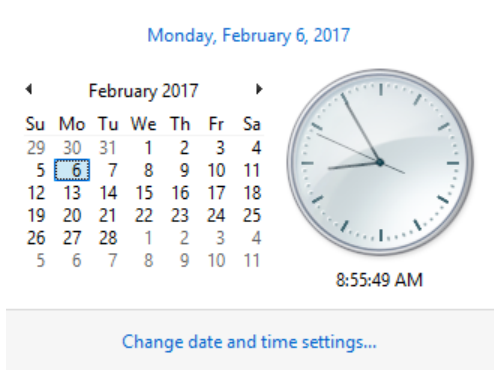 Monday, February 6, 2017
February 2017
Su Mo Tu We Th Fr Sa
29 30 31 1 2 3 4
5 6 7 8 9 10 11
12 13 14 15 16 17 18
19 20 21 22 23 24 25
26 27 28 1 2 3 4
5 6 7 8 9 10 11
8:55:49 AM
Change date and time settings...